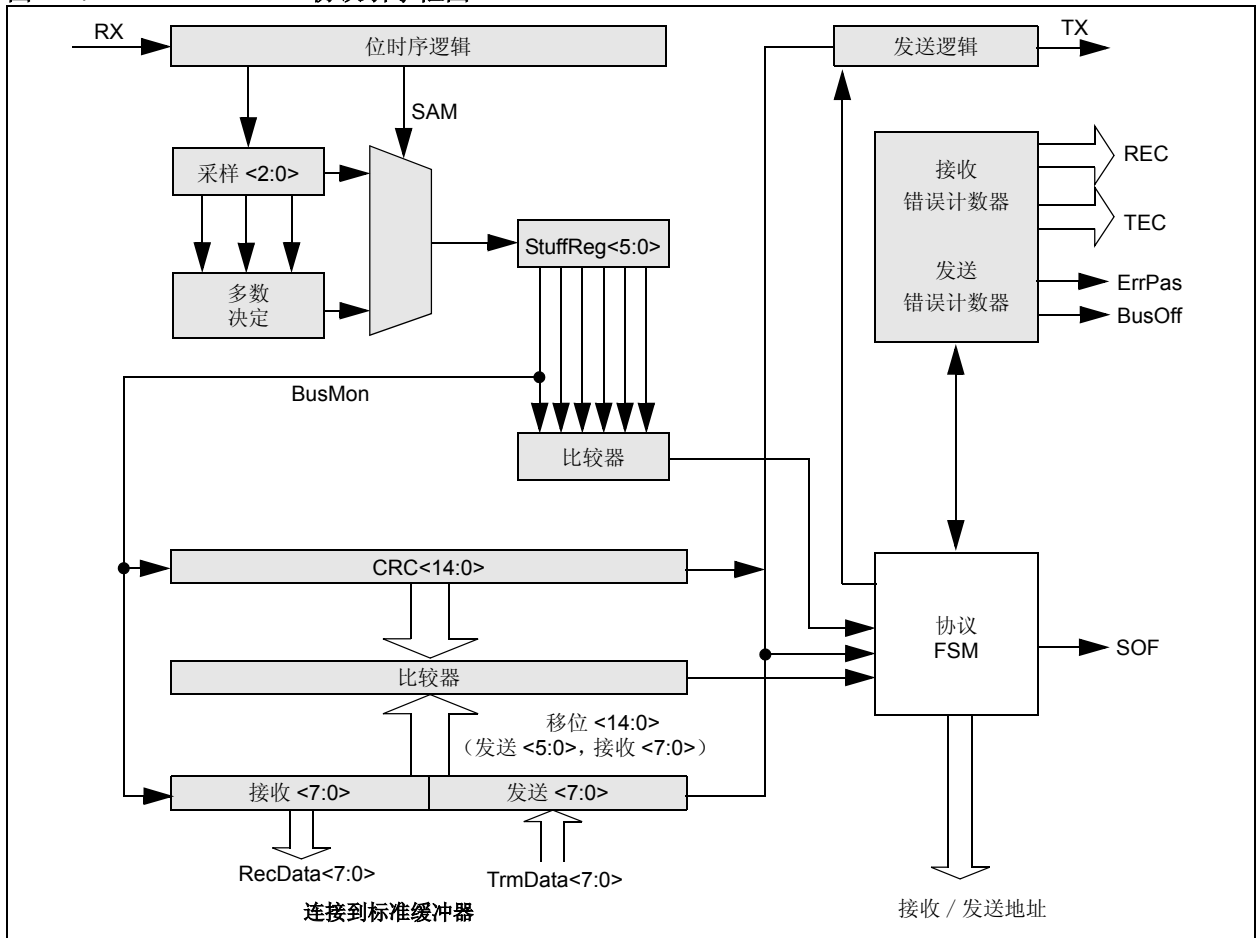 RX
位时序逻辑
发送逻辑
TX
SAM
采样 <2:0>
接收
错误计数器
REC
StuffReg<5:0>
TEC
多数
决定
发送
错误计数器
ErrPas
BusOff
BusMon
比较器
CRC<14:0>
协议
FSM
SOF
比较器
移位 <14:0>
（发送 <5:0>，接收 <7:0>）
接收 <7:0>
发送 <7:0>
RecData<7:0>
TrmData<7:0>
连接到标准缓冲器
接收 / 发送地址